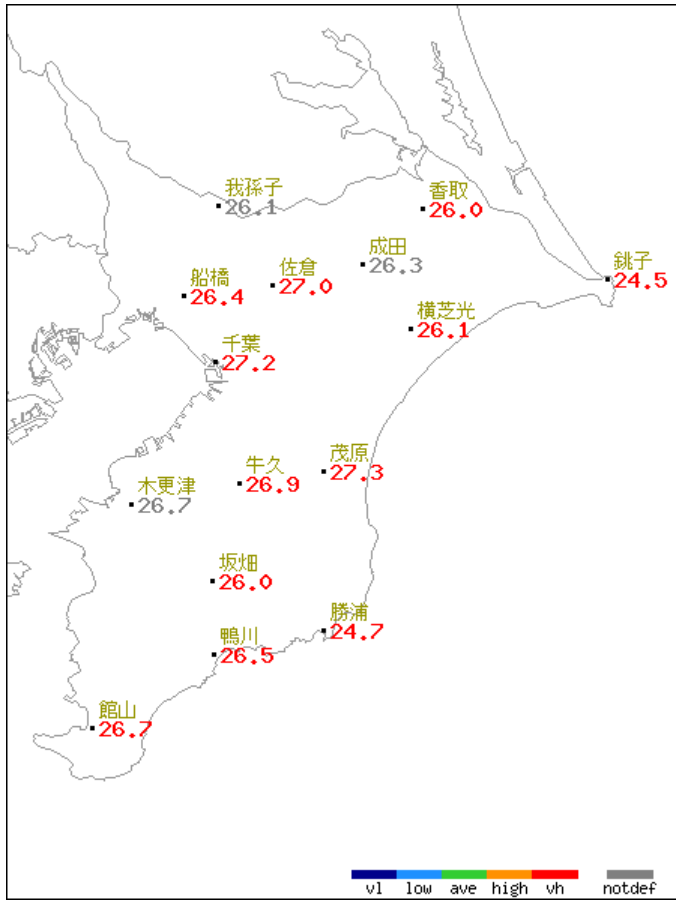 我孫子
26.1
香取
26.0
成田
26.3
銚子
24.5
佐倉
27.0
船橋
26.4
横芝光
26.1
千葉
27.2
茂原
27.3
牛久
26.9
木更津
26.7
坂畑
26.0
勝浦
24.7
鴨川
26.5
館山
26.7
vl low ave high vh notdef